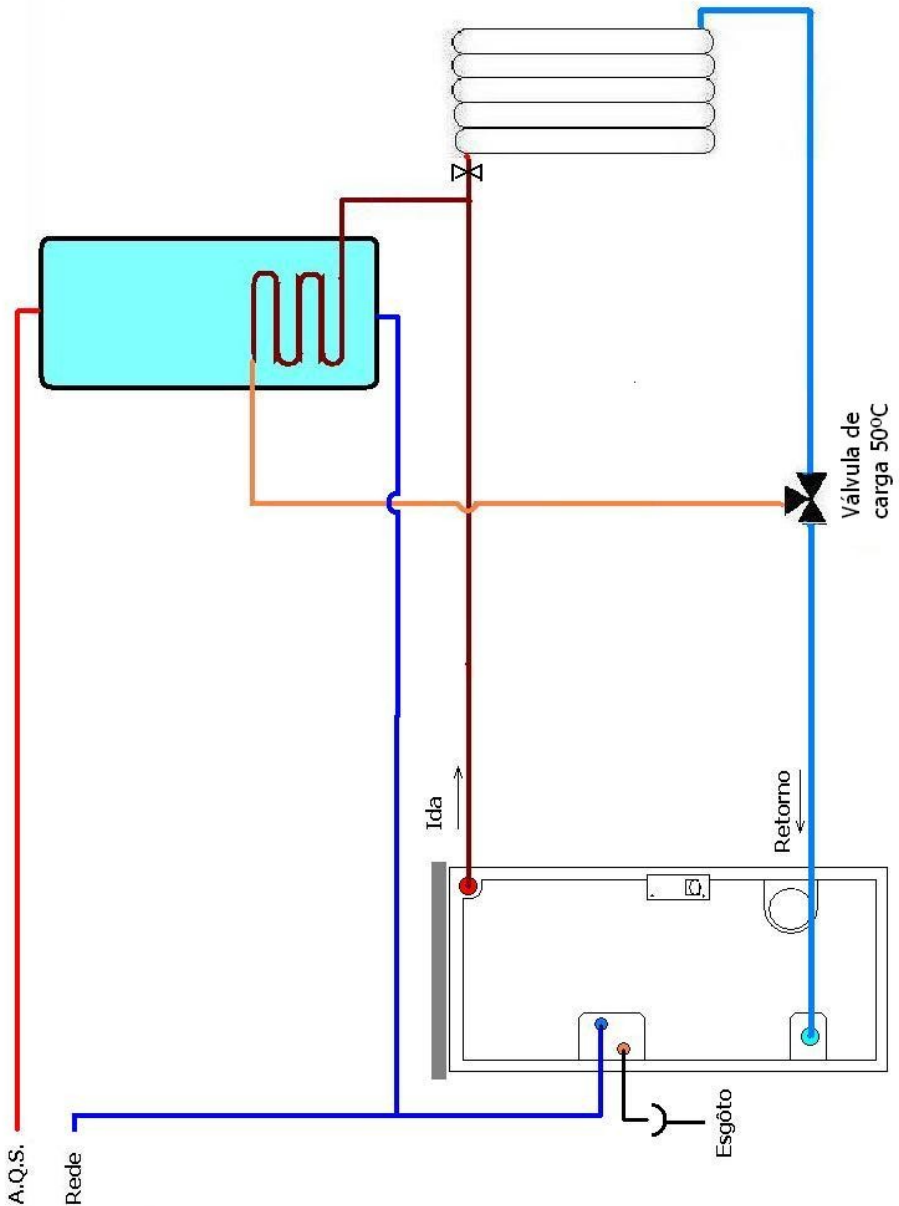 A.Q.S.
Rede
Ida
Retorno
Válvula de
carga 50ºC
Esgôto